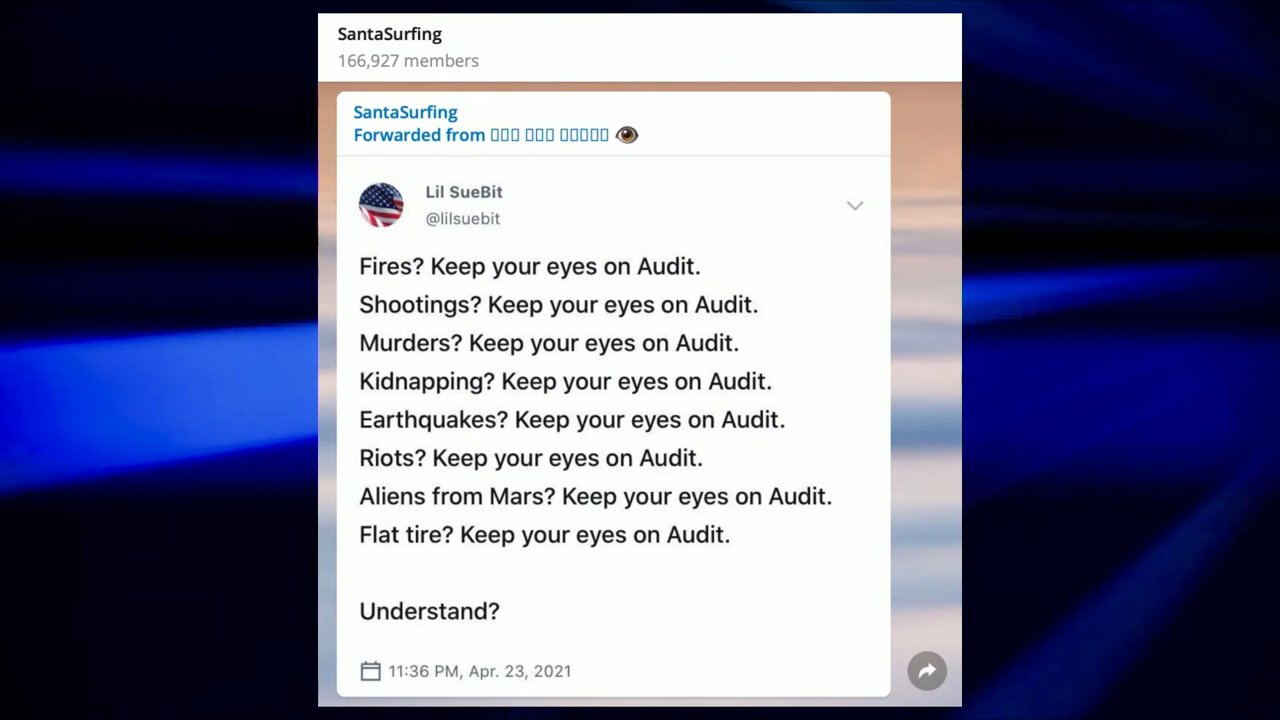 SantaSurfing
166,927 members
SantaSurfing
Forwarded from
Lil SueBit
@lilsuebit
Fires? Keep your eyes on Audit.
Shootings? Keep your eyes on Audit.
Murders? Keep your eyes on Audit.
Kidnapping? Keep your eyes on Audit.
Earthquakes? Keep your eyes on Audit.
Riots? Keep your eyes on Audit.
Aliens from Mars? Keep your eyes on Audit.
Flat tire? Keep your eyes on Audit.
Understand?
11:36 PM, Apr. 23, 2021